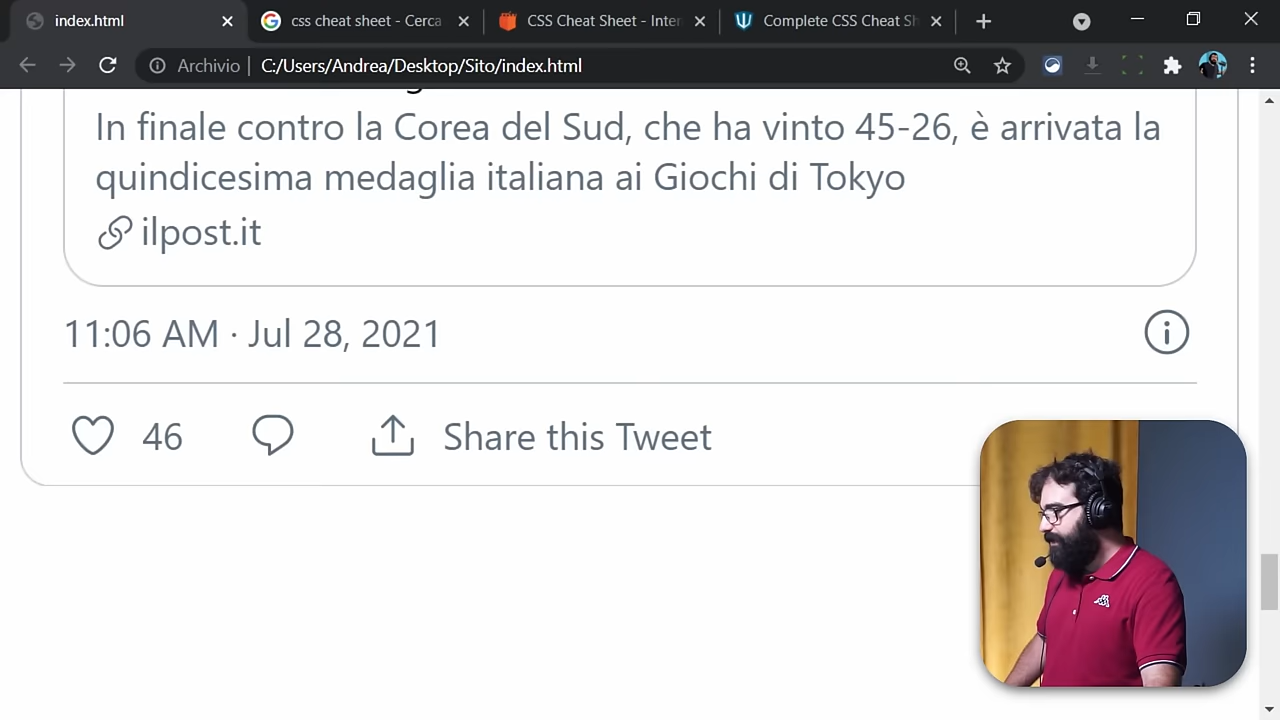 index.html
css cheat sheet - Cerca
CSS Cheat Sheet - Inter
Complete CSS Cheat Sh
Archivio
C:/Users/Andrea/Desktop/Sito/index.html
In finale contro la Corea del Sud, che ha vinto 45-26, è arrivata la
quindicesima medaglia italiana ai Giochi di Tokyo
ilpost.it
11:06 AM · Jul 28, 2021
46
Share this Tweet